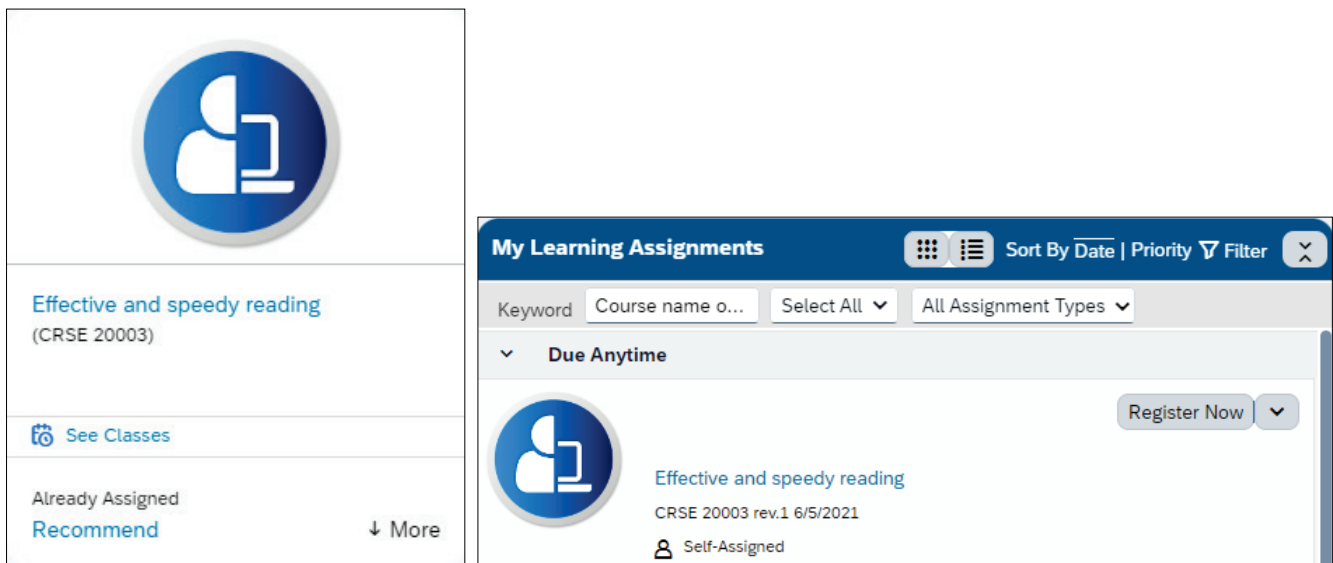 Effective and speedy reading
(CRSE 20003)
See Classes
Already Assigned
Recommend
More
My Learning Assignments
Sort By Date | Priority Filter
Keyword Course name o... Select All All Assignment Types
Due Anytime
Register Now
Effective and speedy reading
CRSE 20003 rev.1 6/5/2021
Self-Assigned